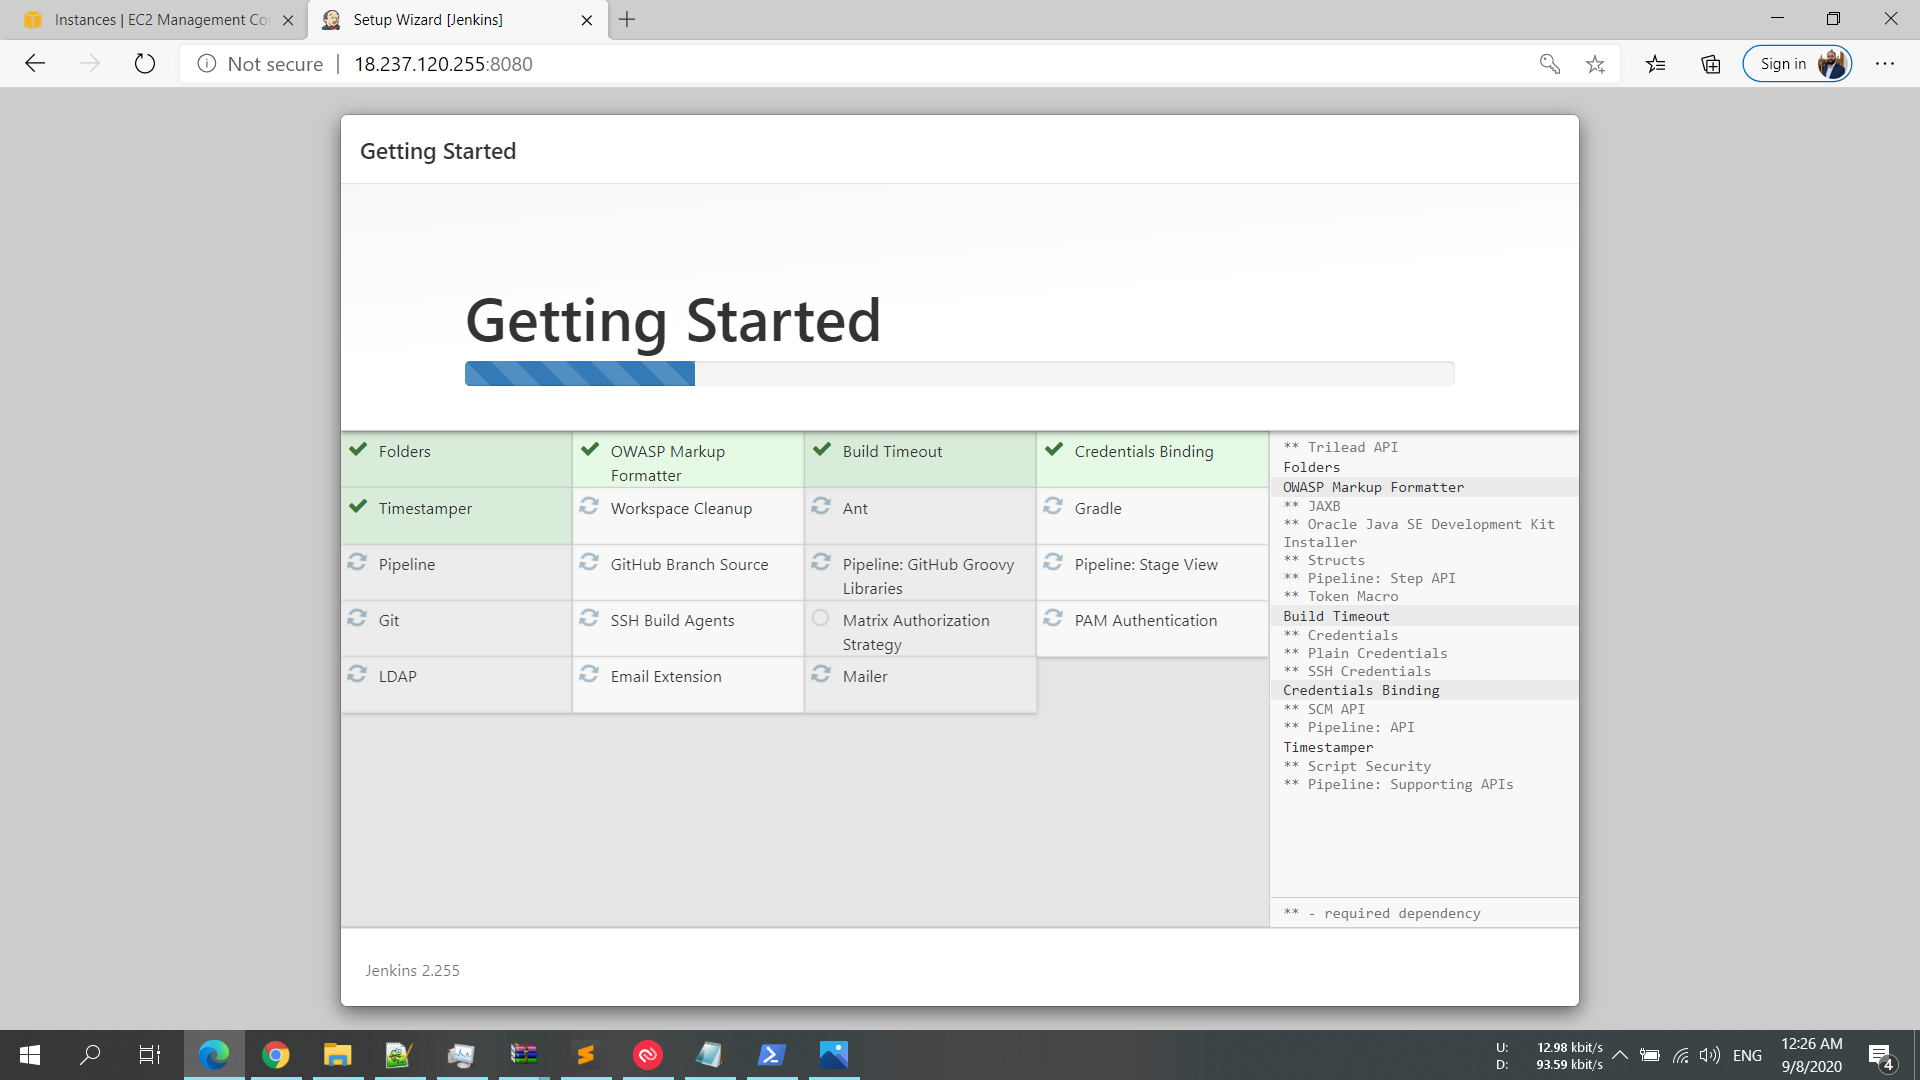 Instances | EC2 Management Co
Setup Wizard [Jenkins]
Not secure | 18.237.120.255:8080
Sign in
Getting Started
Getting Started
Folders
OWASP Markup
Formatter
Build Timeout
Credentials Binding
Timestamper
Workspace Cleanup
Ant
Gradle
Pipeline
GitHub Branch Source
Pipeline: GitHub Groovy
Libraries
Pipeline: Stage View
Git
SSH Build Agents
Matrix Authorization
Strategy
PAM Authentication
LDAP
Email Extension
Mailer
** Trilead API
Folders
OWASP Markup Formatter
** JAXB
** Oracle Java SE Development Kit
Installer
** Structs
** Pipeline: Step API
** Token Macro
Build Timeout
** Credentials
** Plain Credentials
** SSH Credentials
Credentials Binding
** SCM API
** Pipeline: API
Timestamper
** Script Security
** Pipeline: Supporting APIs
** - required dependency
Jenkins 2.255
U: 12.98 kbit/s
D: 93.59 kbit/s
ENG
12:26 AM
9/8/2020
4